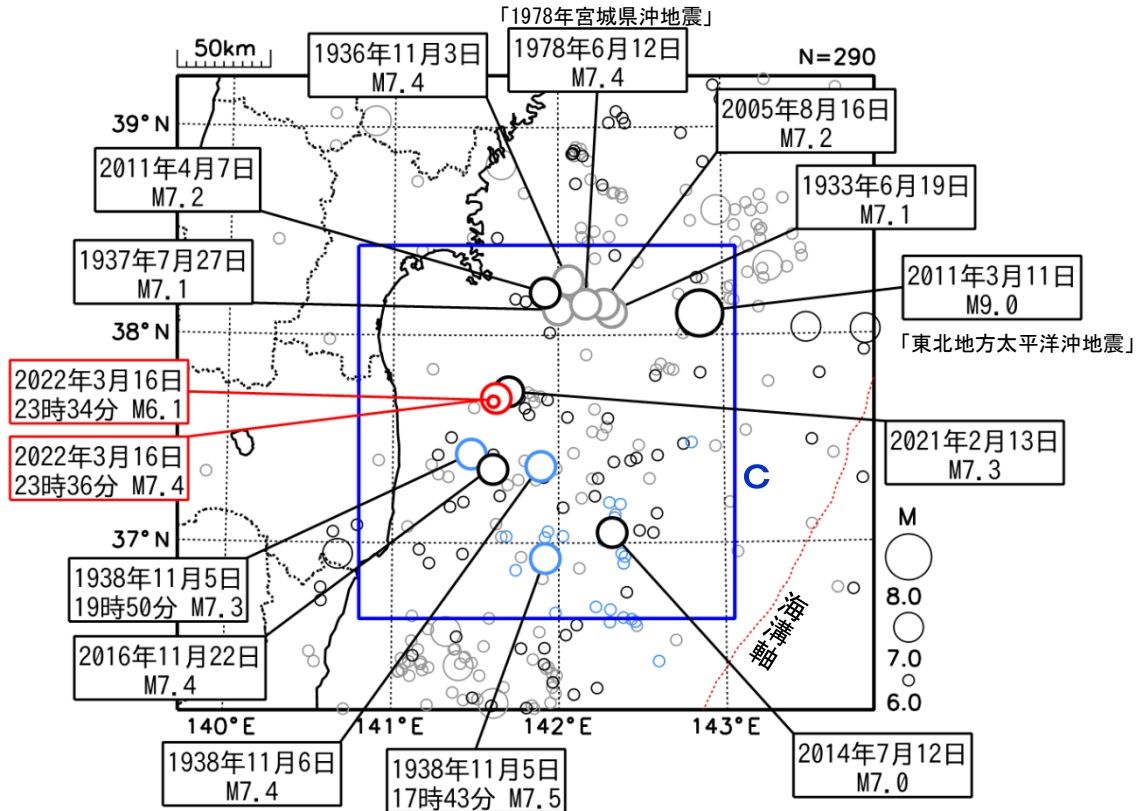 「1978年宮城県沖地震」
50km
1936年11月3日
M7.4
1978年6月12日
M7.4
N=290
39°N
2005年8月16日
M7.2
2011年4月7日
M7.2
1933年6月19日
M7.1
1937年7月27日
M7.1
2011年3月11日
M9.0
38°N
「東北地方太平洋沖地震」
2022年3月16日
23時34分 M6.1
2022年3月16日
23時36分 M7.4
2021年2月13日
M7.3
C
37°N
M
8.0
7.0
6.0
1938年11月5日
19時50分 M7.3
海溝軸
2016年11月22日
M7.4
140°E
141°E
142°E
143°E
1938年11月6日
M7.4
1938年11月5日
17時43分 M7.5
2014年7月12日
M7.0